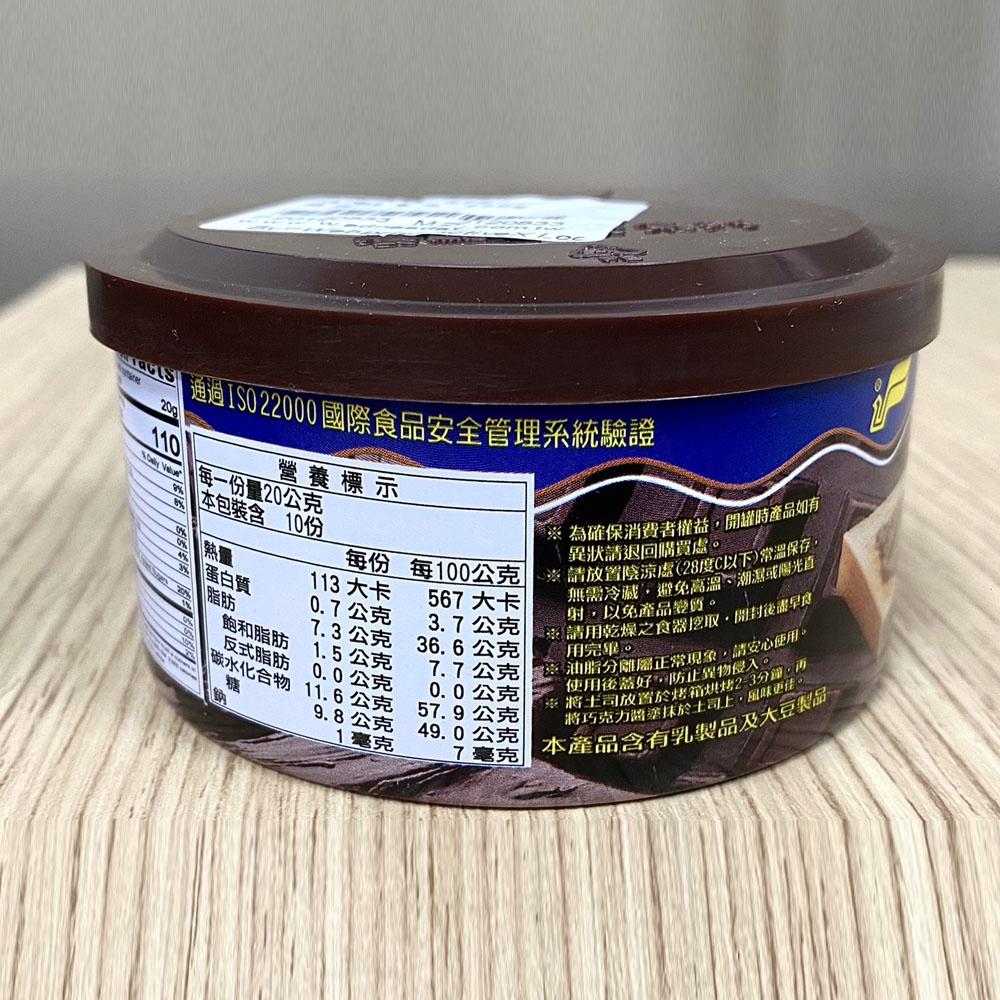 20g
110
% Daily Value*
通過ISO22000國際食品安全管理系統驗證
營養標示
每一份量20公克
本包裝含 10份
每份 每100公克
熱量 113 大卡 567 大卡
蛋白質 0.7 公克 3.7 公克
脂肪 7.3 公克 36.6 公克
飽和脂肪 1.5 公克 7.7 公克
反式脂肪 0.0 公克 0.0 公克
碳水化合物 11.6 公克 57.9 公克
糖 9.8 公克 49.0 公克
鈉 1 毫克 7 毫克
※ 為確保消費者權益,開罐時產品如有
異狀請退回購買處。
※ 請放置陰涼處(28度C以下)常溫保存,
無需冷藏,避免高溫、潮濕或陽光直
射,以免產品變質。
※ 請用乾燥之食器挖取,開封後盡早食
用完畢。
※ 油脂分離屬正常現象,請安心使用。
使用後蓋好,防止異物侵入。
※ 將土司放置於烤箱烘烤2-3分鐘,再
將巧克力醬塗抹於土司上,風味更佳。
本產品含有乳製品及大豆製品